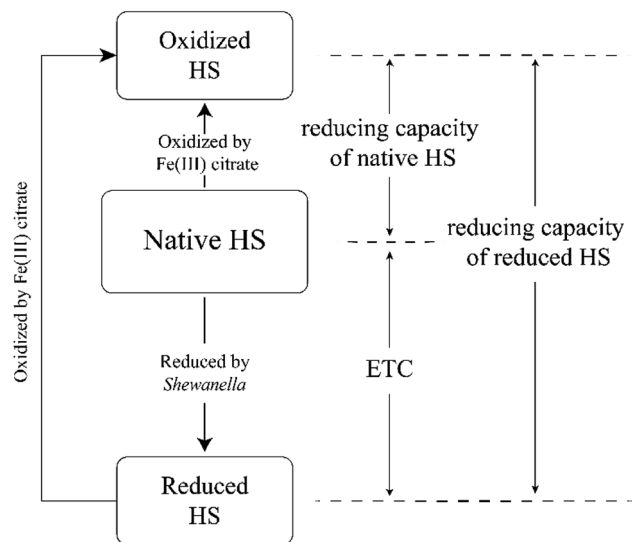 Oxidized
HS
Oxidized by
Fe(III) citrate
Native HS
Reduced by
Shewanella
Reduced
HS
Oxidized by Fe(III) citrate
reducing capacity
of native HS
ETC
reducing capacity
of reduced HS